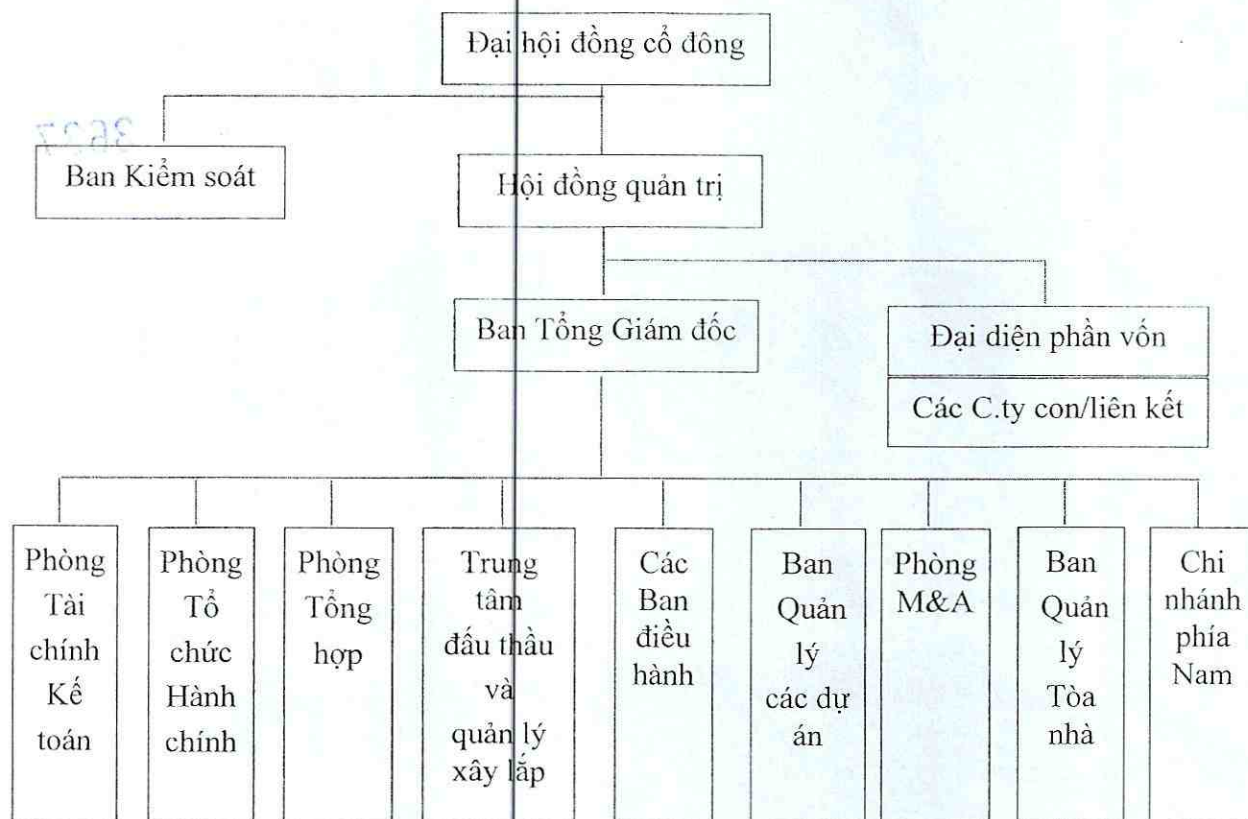 Đại hội đồng cổ đông
Ban Kiểm soát
Hội đồng quản trị
Ban Tổng Giám đốc
Đại diện phần vốn
Các C.ty con/liên kết
Phòng
Tài
chính
Kế
toán
Phòng
Tổ
chức
Hành
chính
Phòng
Tổng
hợp
Trung
tâm
đấu thầu
và
quản lý
xây lắp
Các
Ban
điều
hành
Ban
Quản
lý
các dự
án
Phòng
M&A
Ban
Quản
lý
Tòa
nhà
Chi
nhánh
phía
Nam